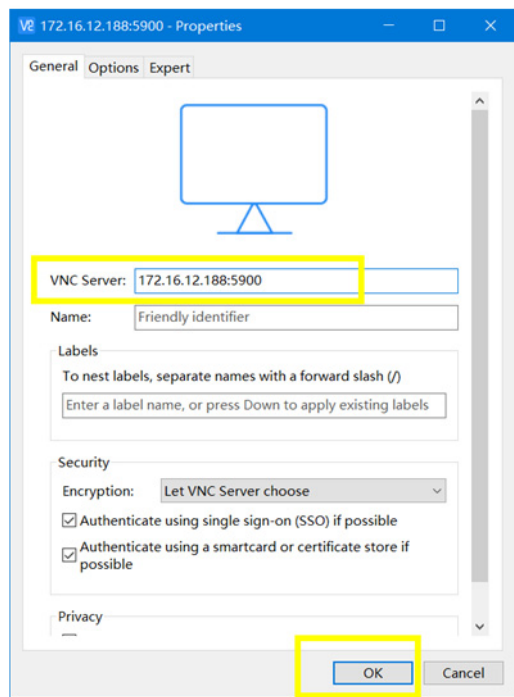 V2 172.16.12.188:5900 - Properties
General Options Expert
VNC Server: 172.16.12.188:5900
Name: Friendly identifier
Labels
To nest labels, separate names with a forward slash (/)
Enter a label name, or press Down to apply existing labels
Security
Encryption: Let VNC Server choose
Authenticate using single sign-on (SSO) if possible
Authenticate using a smartcard or certificate store if
possible
Privacy
OK Cancel